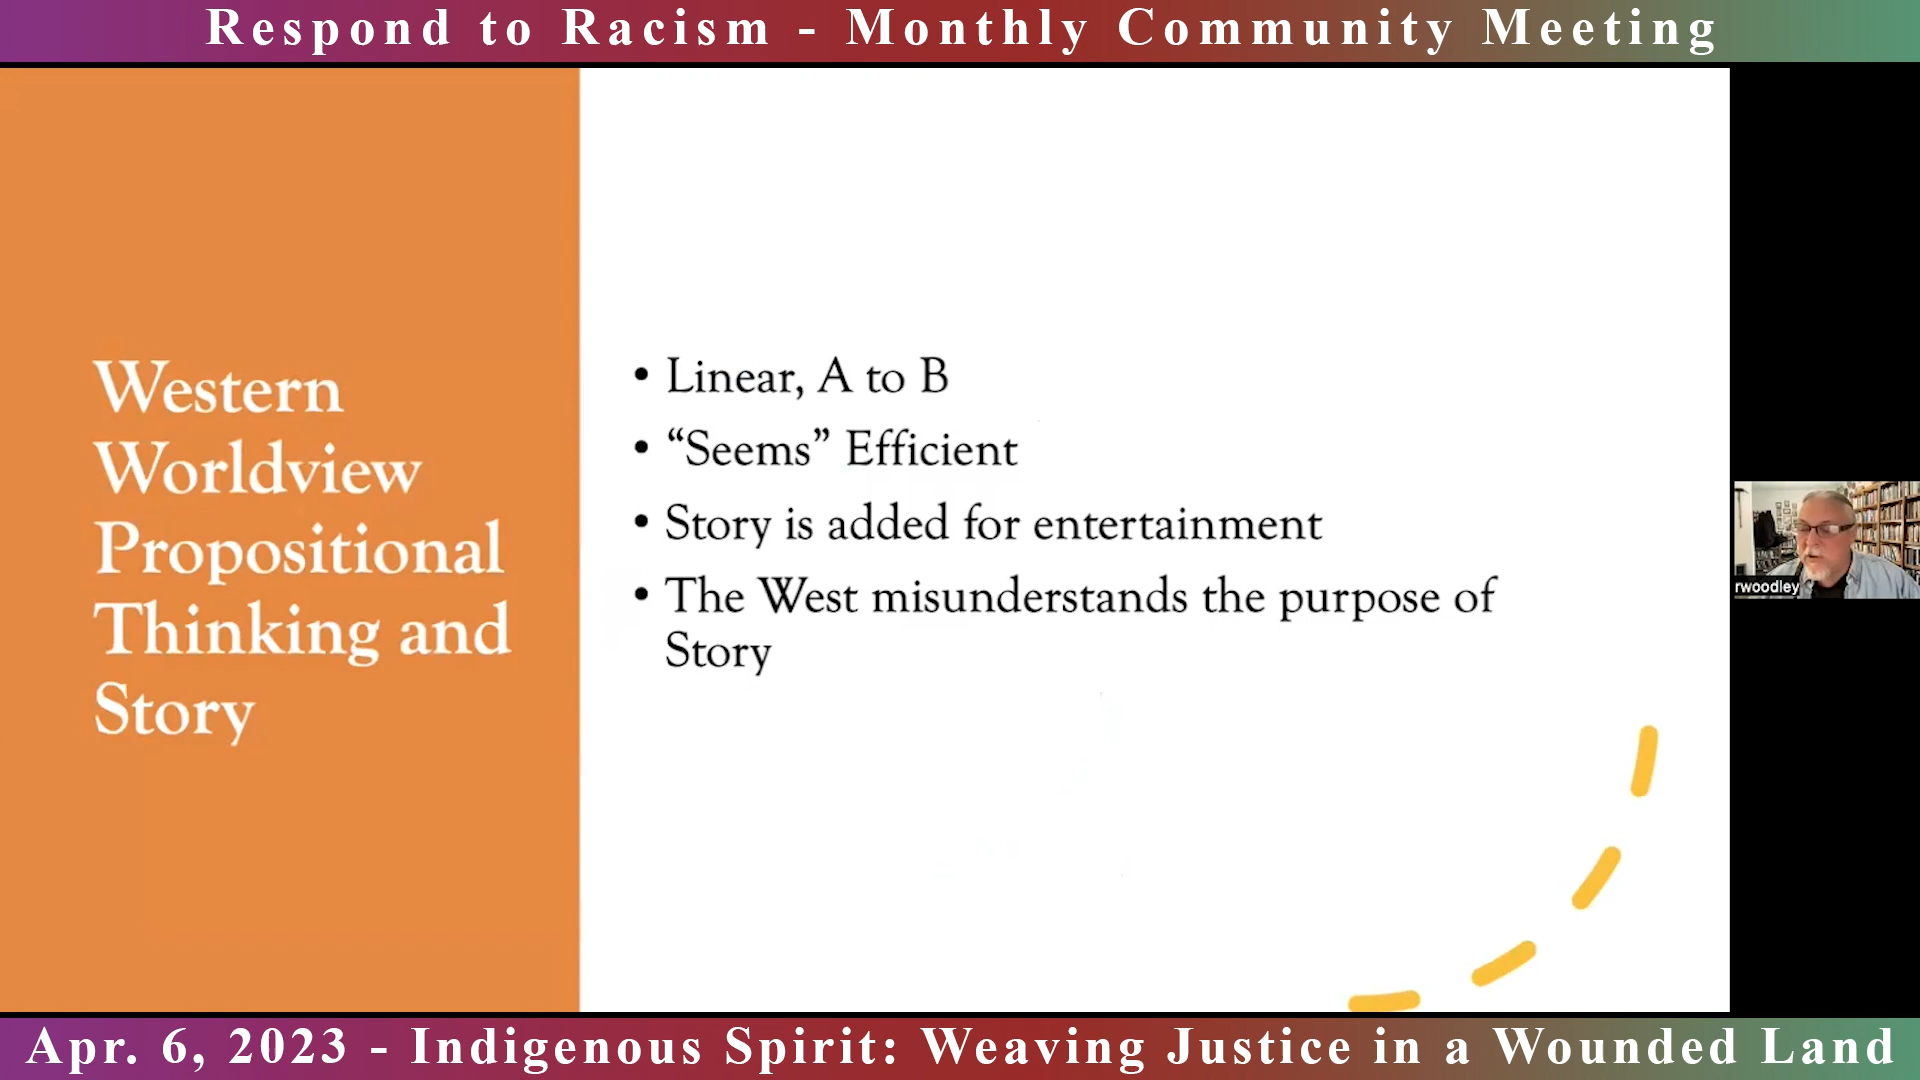 Respond to Racism - Monthly Community Meeting
Western
Worldview
Propositional
Thinking and
Story
• Linear, A to B
• “Seems” Efficient
• Story is added for entertainment
• The West misunderstands the purpose of
Story
rwoodley
Apr. 6, 2023 - Indigenous Spirit: Weaving Justice in a Wounded Land